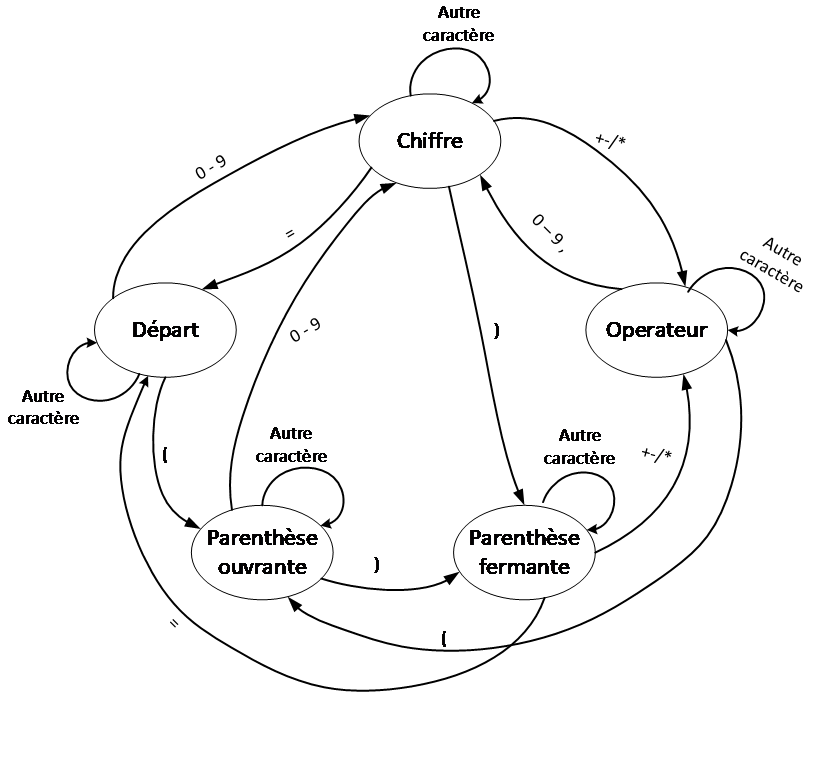 Autre
caractère
Chiffre
+-/*
0 - 9
=
0 – 9,
Autre
caractère
Départ
0 - 9
)
Operateur
Autre
caractère
(
Autre
caractère
Autre
caractère
+-/*
Parenthèse
ouvrante
)
Parenthèse
fermante
=
(